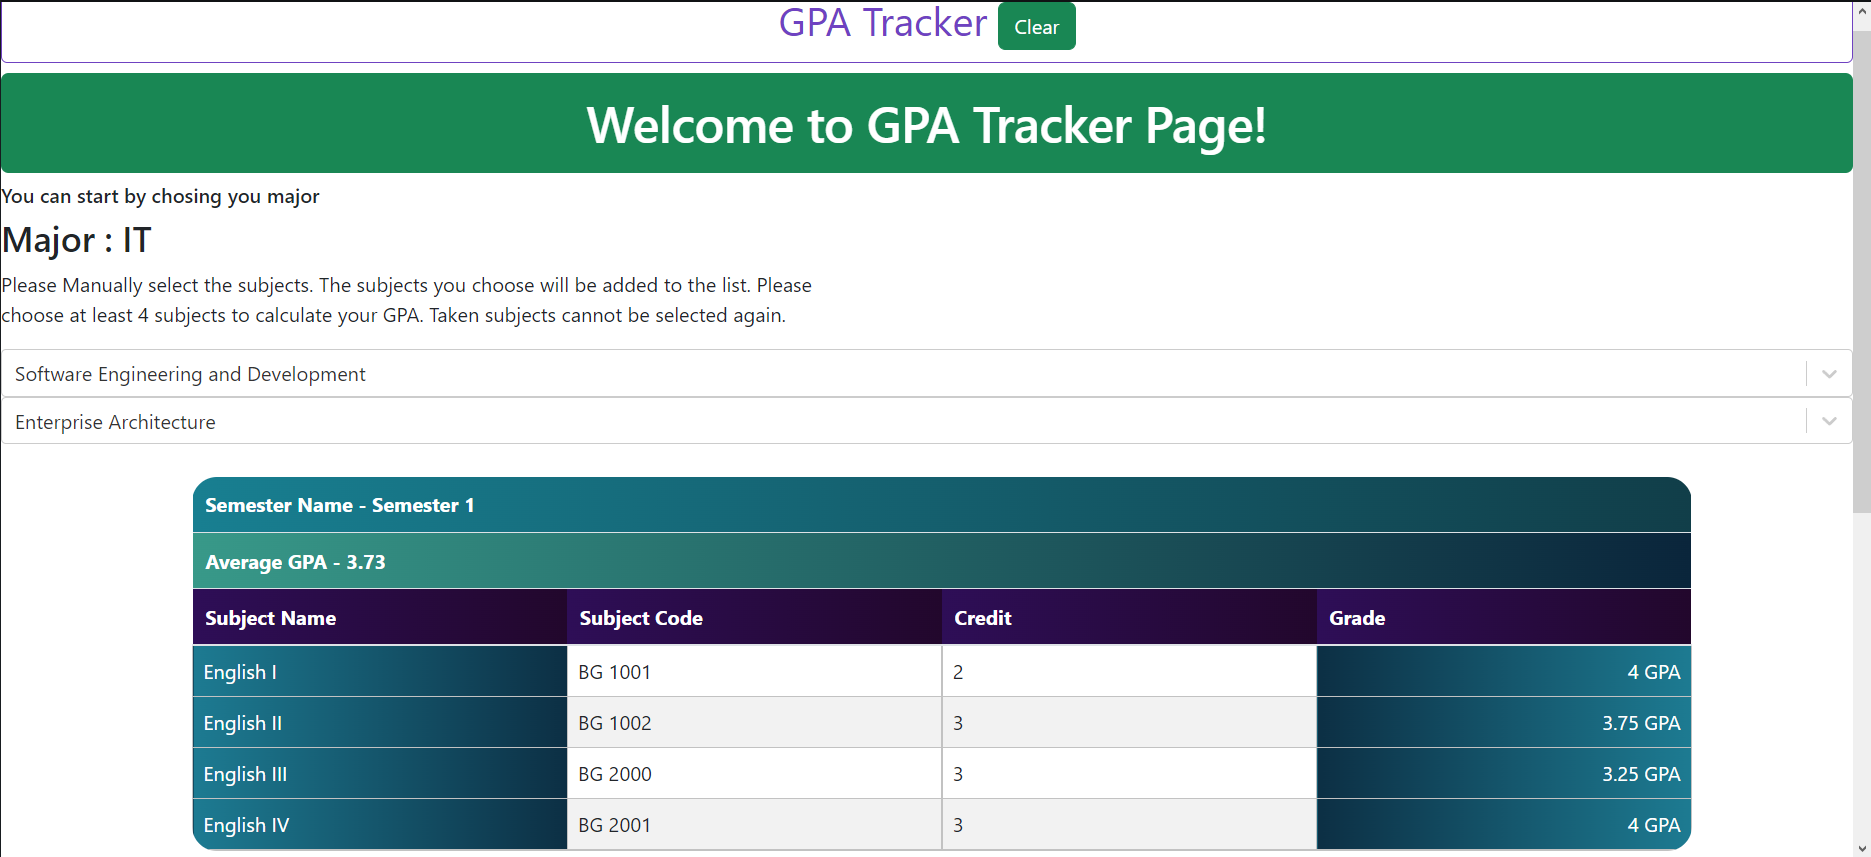 GPA Tracker Clear
Welcome to GPA Tracker Page!
You can start by chosing you major
Major : IT
Please Manually select the subjects. The subjects you choose will be added to the list. Please
choose at least 4 subjects to calculate your GPA. Taken subjects cannot be selected again.
Software Engineering and Development
Enterprise Architecture
Semester Name - Semester 1
Average GPA - 3.73
Subject Name Subject Code Credit Grade
English I BG 1001 2 4 GPA
English II BG 1002 3 3.75 GPA
English III BG 2000 3 3.25 GPA
English IV BG 2001 3 4 GPA